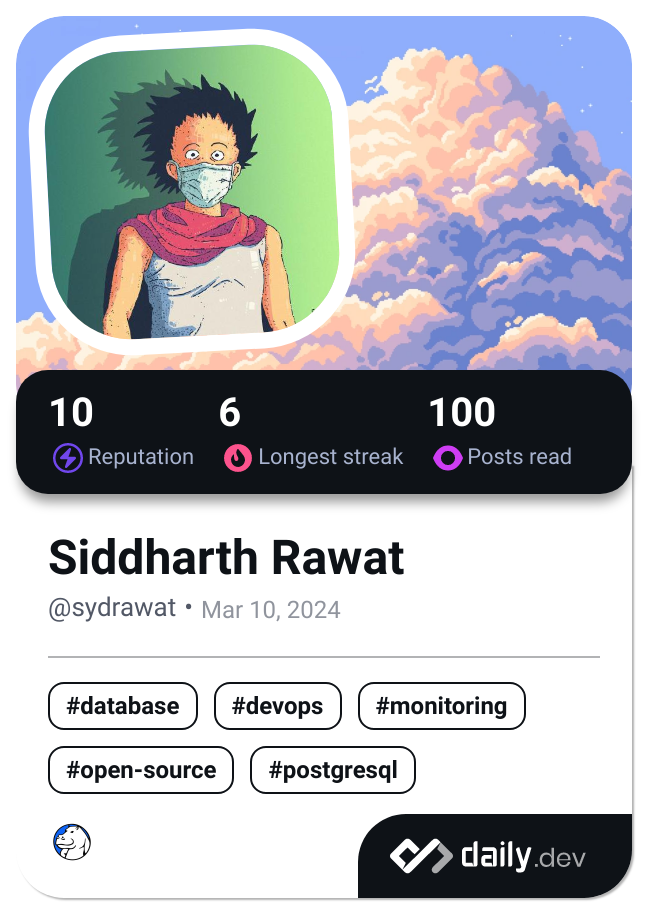 10 6 100
Reputation Longest streak Posts read
Siddharth Rawat
@sydrawat • Mar 10, 2024
#database #devops #monitoring
#open-source #postgresql
daily.dev